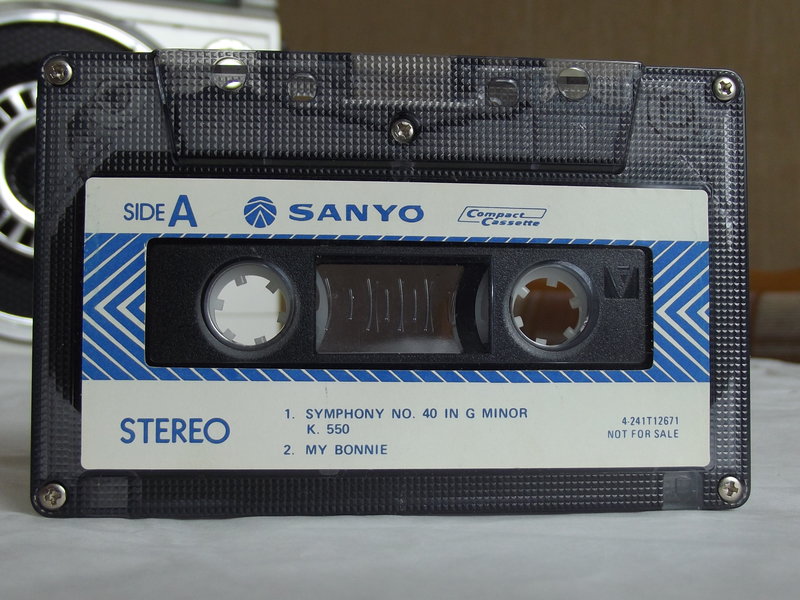 SIDE A SANYO Compact
Cassette
STEREO
1. SYMPHONY NO. 40 IN G MINOR
K. 550
2. MY BONNIE
4-241T12671
NOT FOR SALE